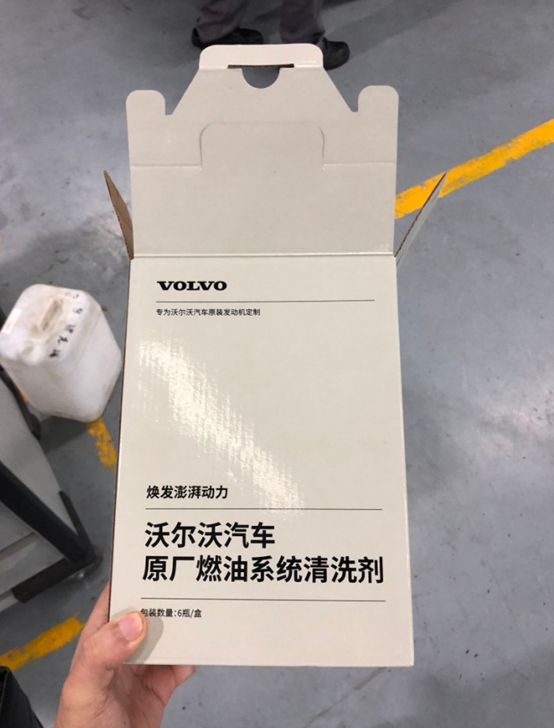 VOLVO
专为沃尔沃汽车原装发动机定制
焕发澎湃动力
沃尔沃汽车
原厂燃油系统清洗剂
包装数量:6瓶/盒